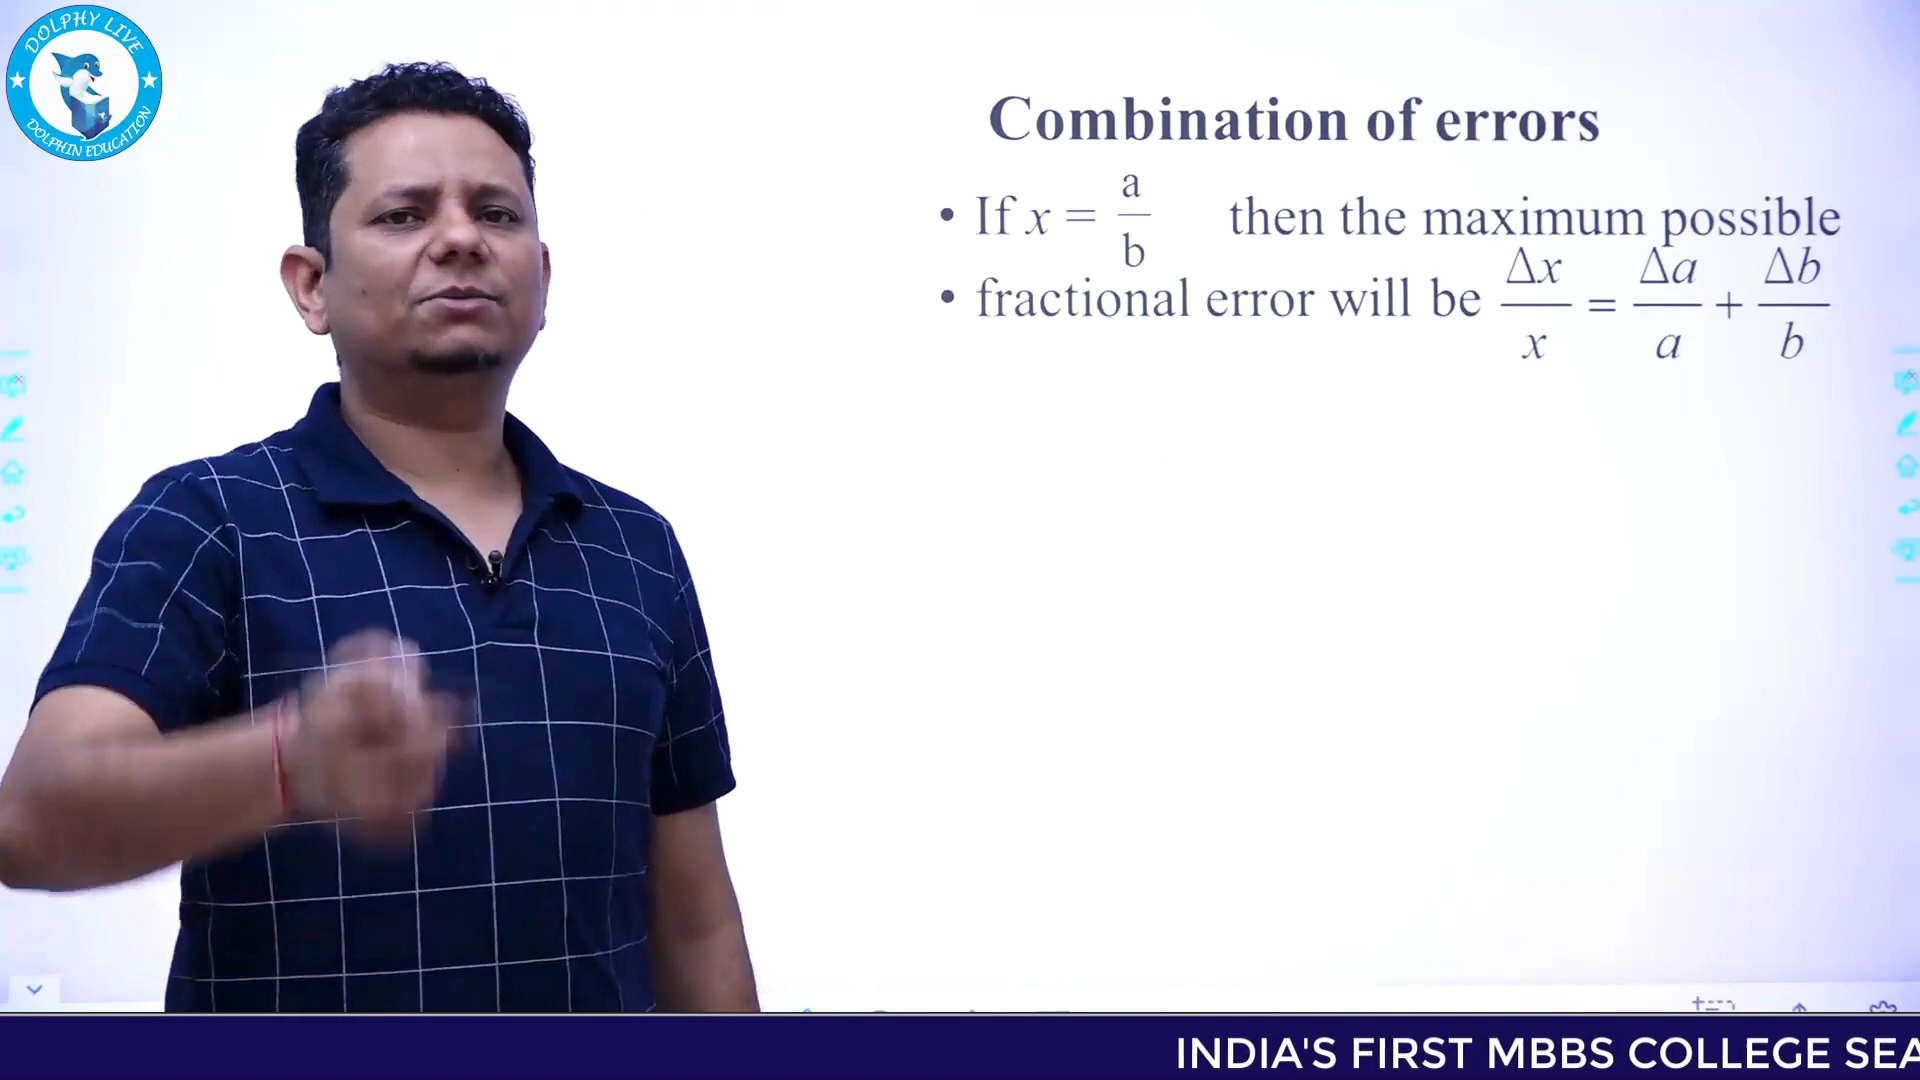 DOLPHY LIVE
DOLPHIN EDUCATION
Combination of errors
• If x = a/b then the maximum possible
• fractional error will be Δx/x = Δa/a + Δb/b
INDIA'S FIRST MBBS COLLEGE SEA